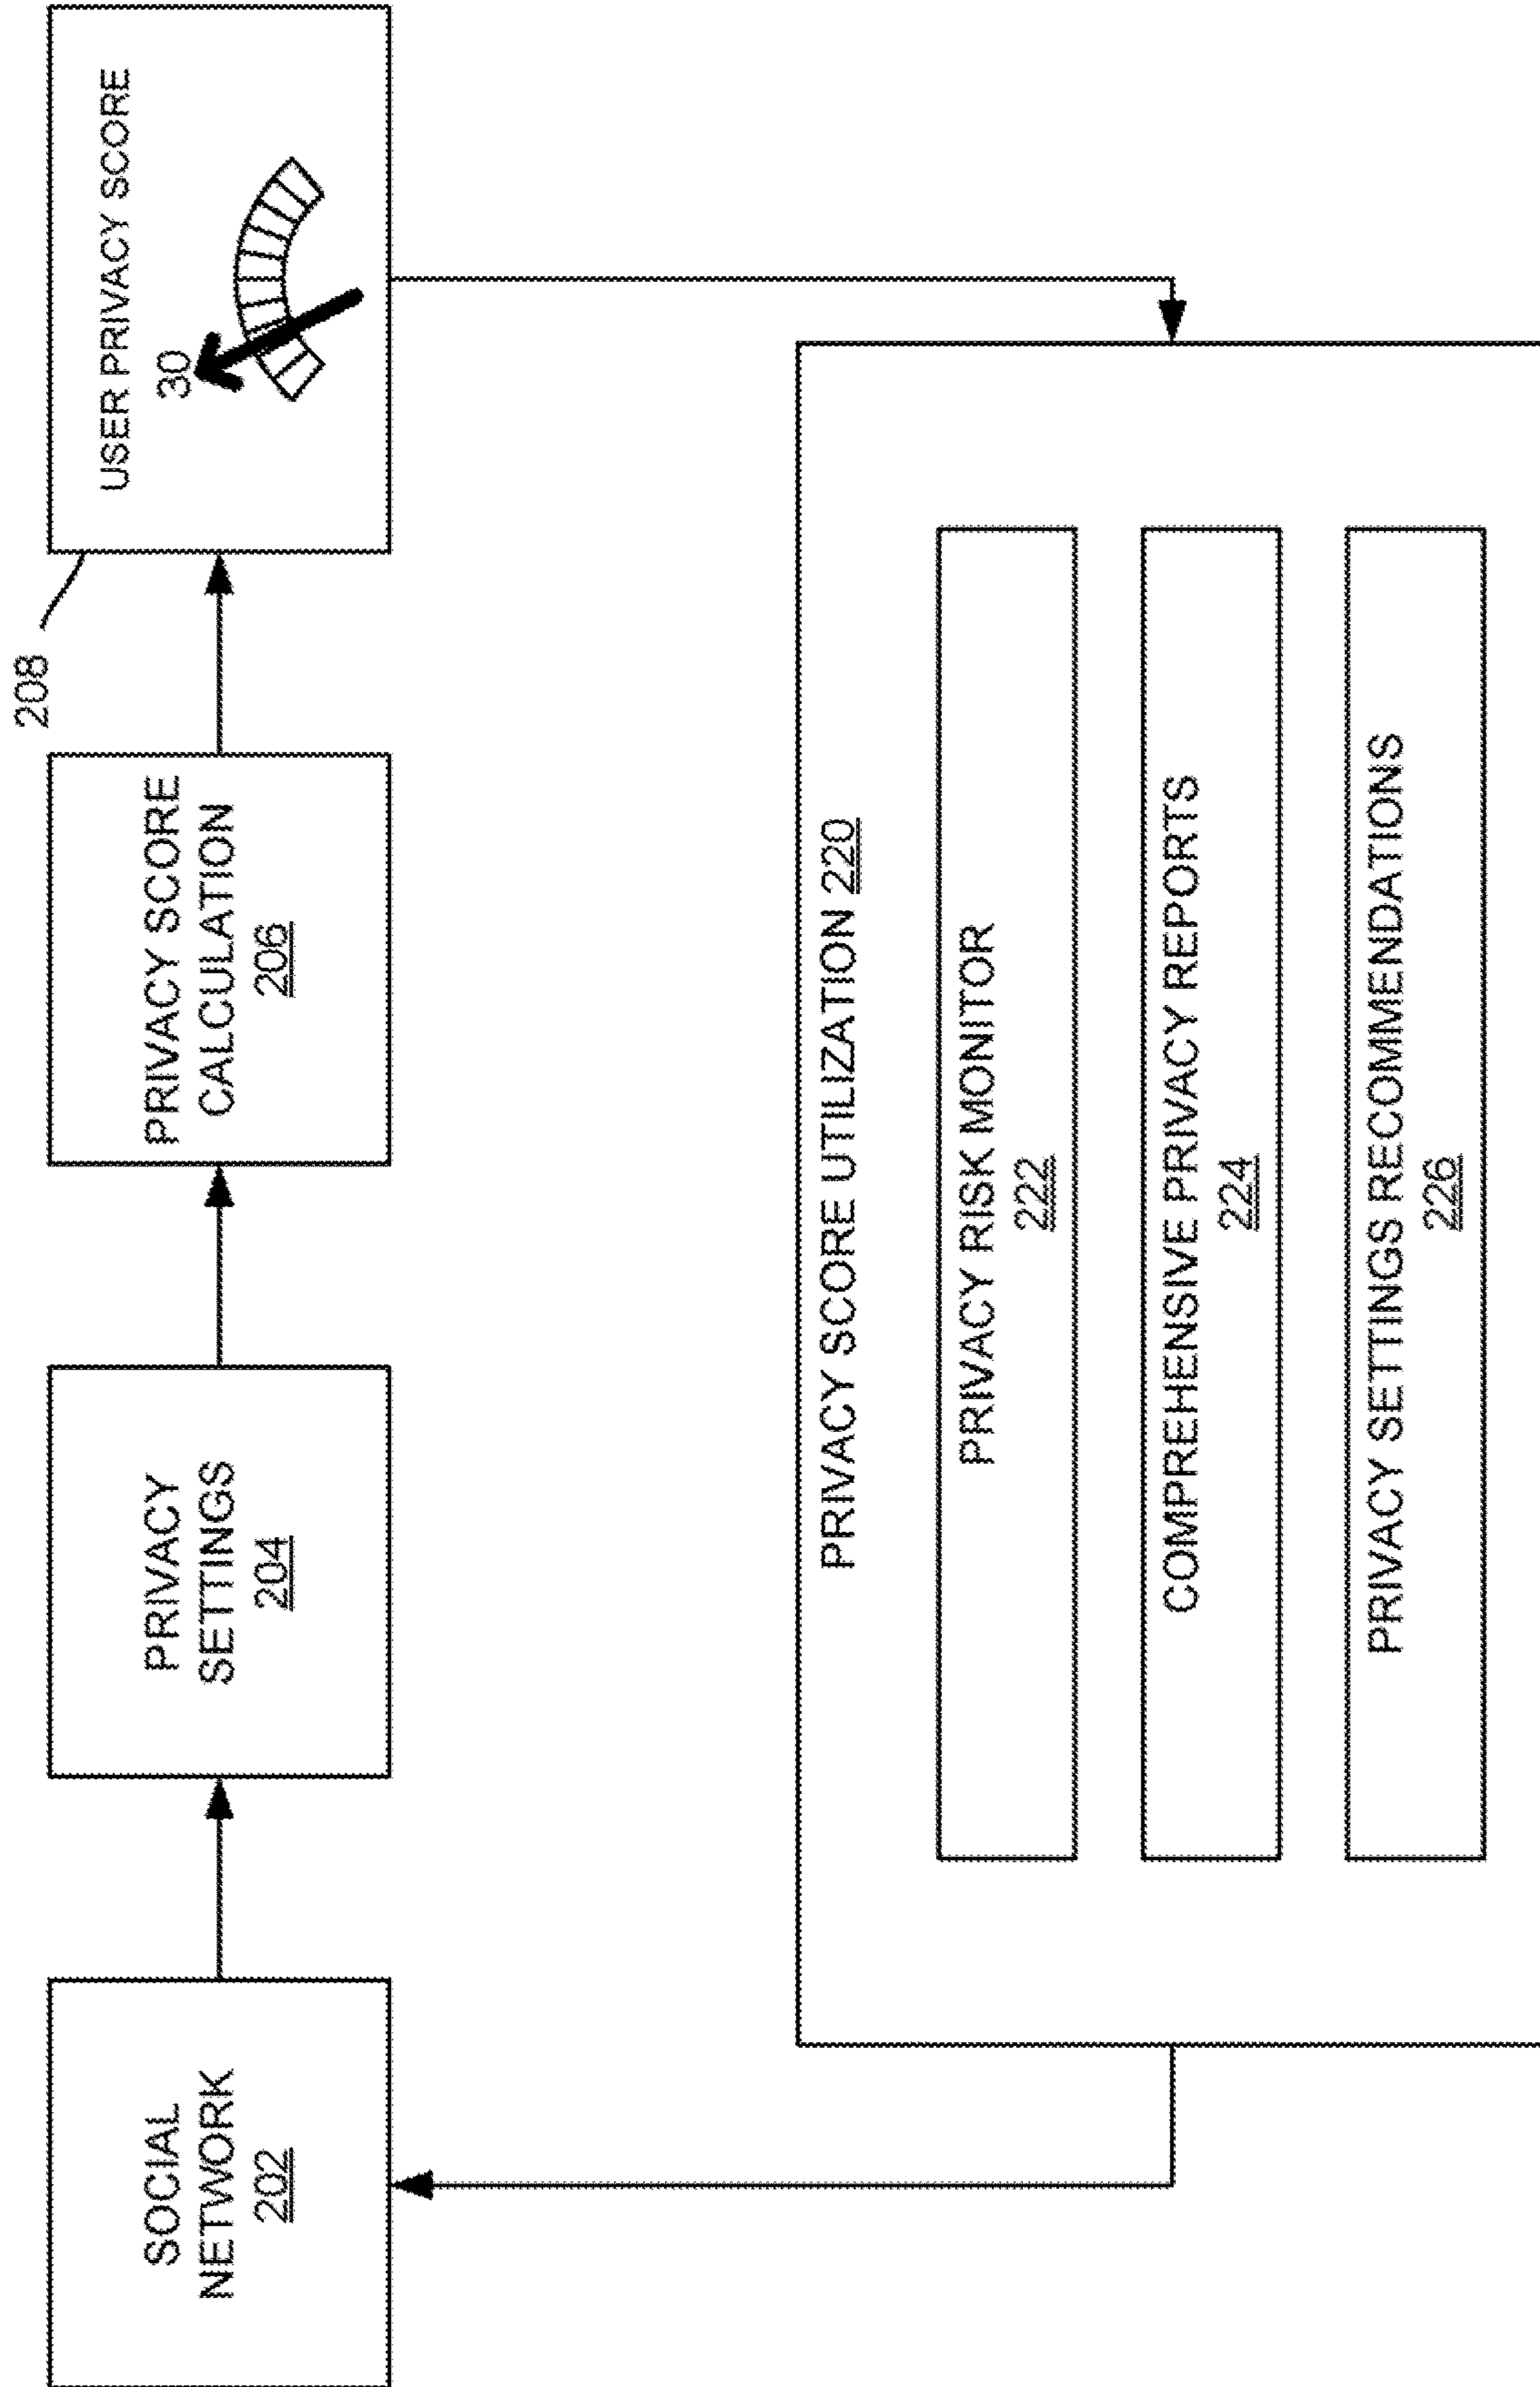 SOCIAL
NETWORK
202
PRIVACY
SETTINGS
204
PRIVACY SCORE
CALCULATION
206
208
USER PRIVACY SCORE
30
PRIVACY SCORE UTILIZATION 220
PRIVACY RISK MONITOR
222
COMPREHENSIVE PRIVACY REPORTS
224
PRIVACY SETTINGS RECOMMENDATIONS
226